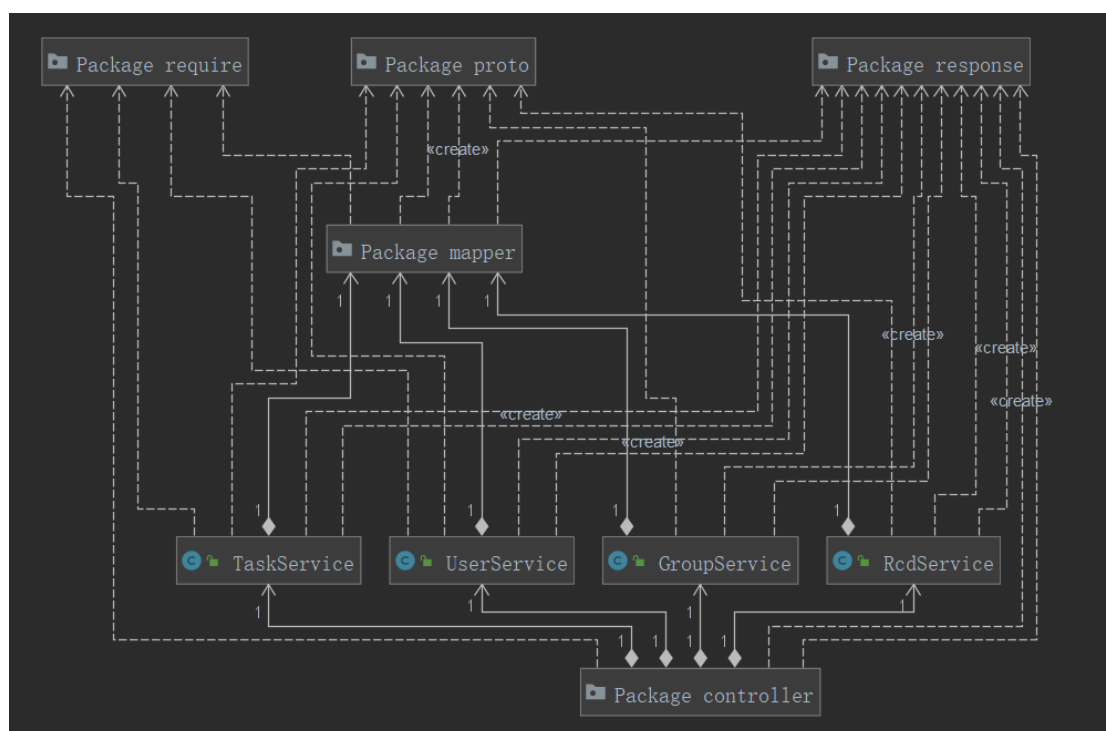 Package require
Package proto
Package response
«create»
Package mapper
1
1
1
1
«create»
«create»
«create»
«create»
«create»
1
1
1
1
C TaskService
C UserService
C GroupService
C RcdService
1
1
1
1
1
1
1
1
Package controller